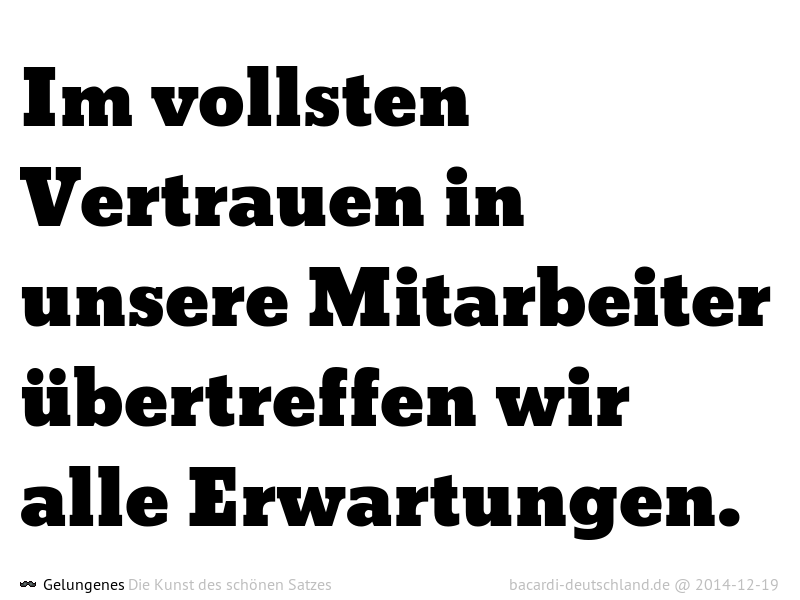 Im vollsten
Vertrauen in
unsere Mitarbeiter
übertreffen wir
alle Erwartungen.
Gelungenes Die Kunst des schönen Satzes
bacardi-deutschland.de @ 2014-12-19